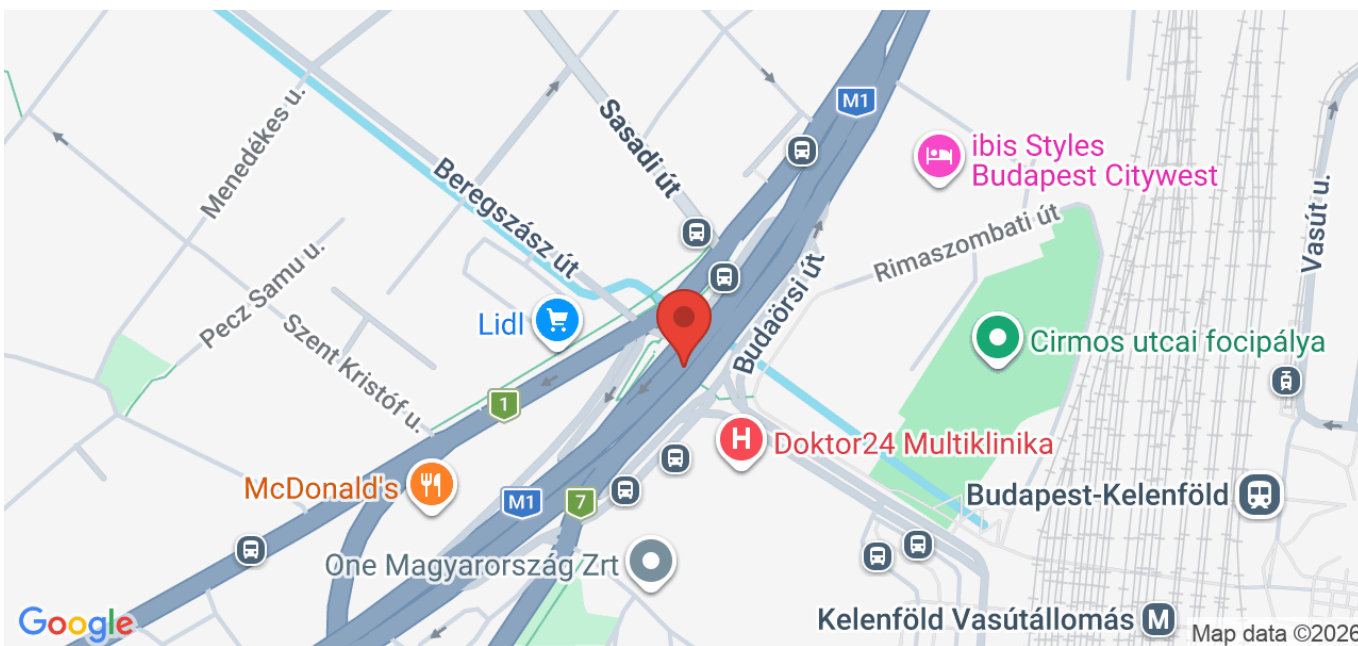 M1
ibis Styles
Budapest Citywest
Menedékes u.
Sasadi út
Beregszász út
Rimaszombati út
Vasút u.
Pecz Samu u.
Lidl
Budaörsi út
Cirmos utcai focipálya
Szent Kristóf u.
1
H
Doktor24 Multiklinika
McDonald's
M1
7
Budapest-Kelenföld
One Magyarország Zrt
Google
Kelenföld Vasútállomás
M
Map data ©2026